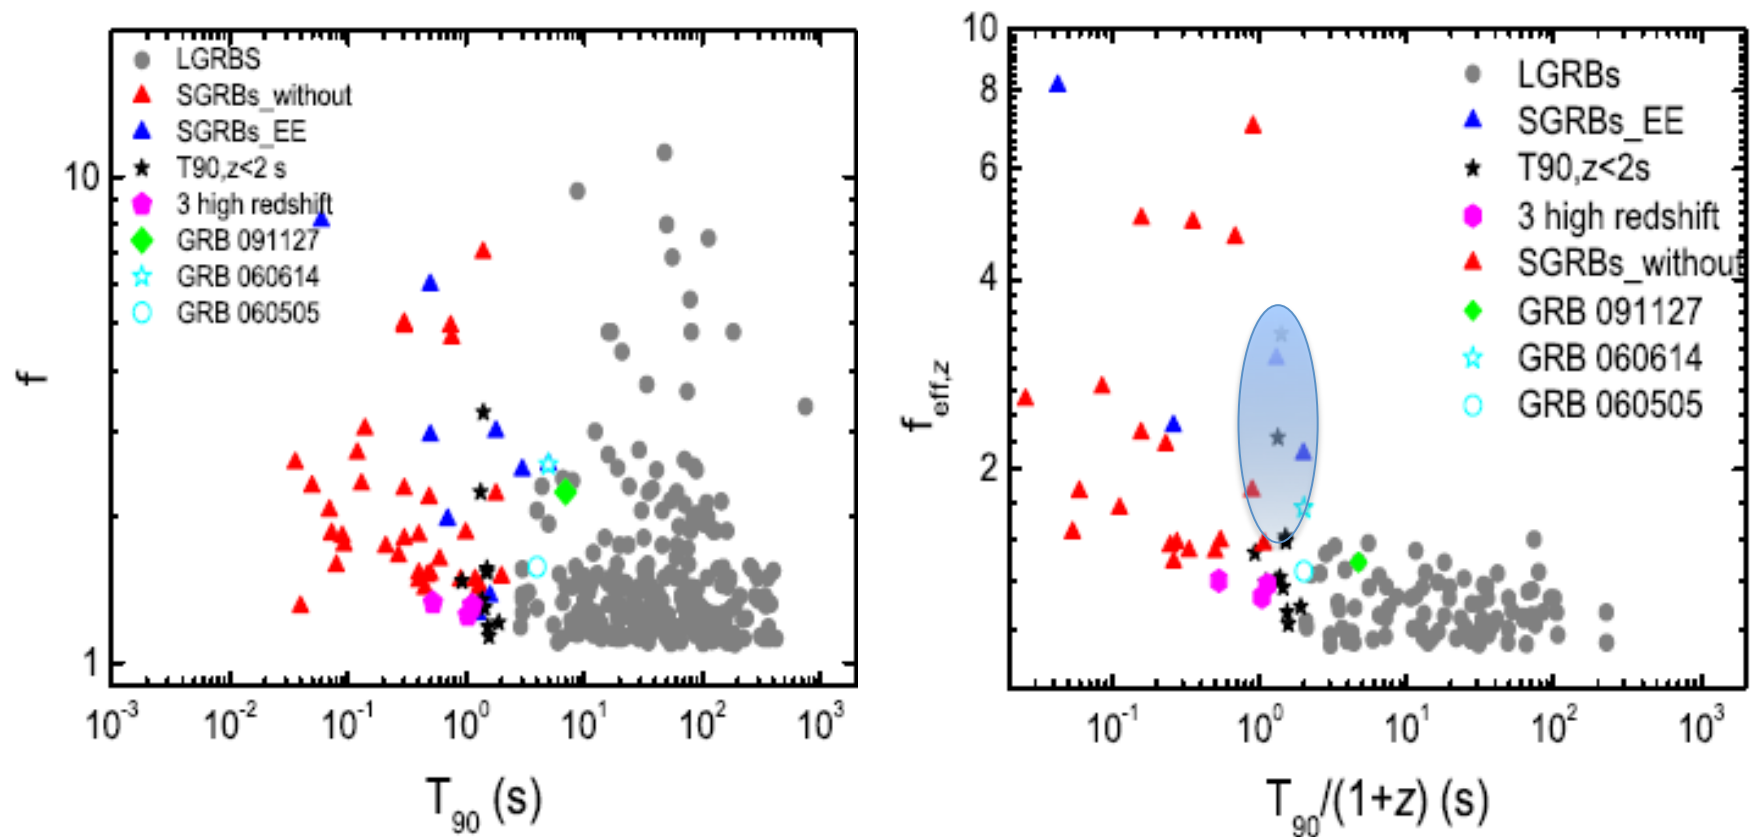 LGRBS
SGRBs_without
SGRBs_EE
T90,z<2 s
3 high redshift
GRB 091127
GRB 060614
GRB 060505
10
1
f
10⁻³ 10⁻² 10⁻¹ 10⁰ 10¹ 10² 10³
T₉₀ (s)
LGRBs
SGRBs_EE
T90,z<2s
3 high redshift
SGRBs_without
GRB 091127
GRB 060614
GRB 060505
10
8
6
4
2
f_eff,z
10⁻¹ 10⁰ 10¹ 10² 10³
T₉₀/(1+z) (s)